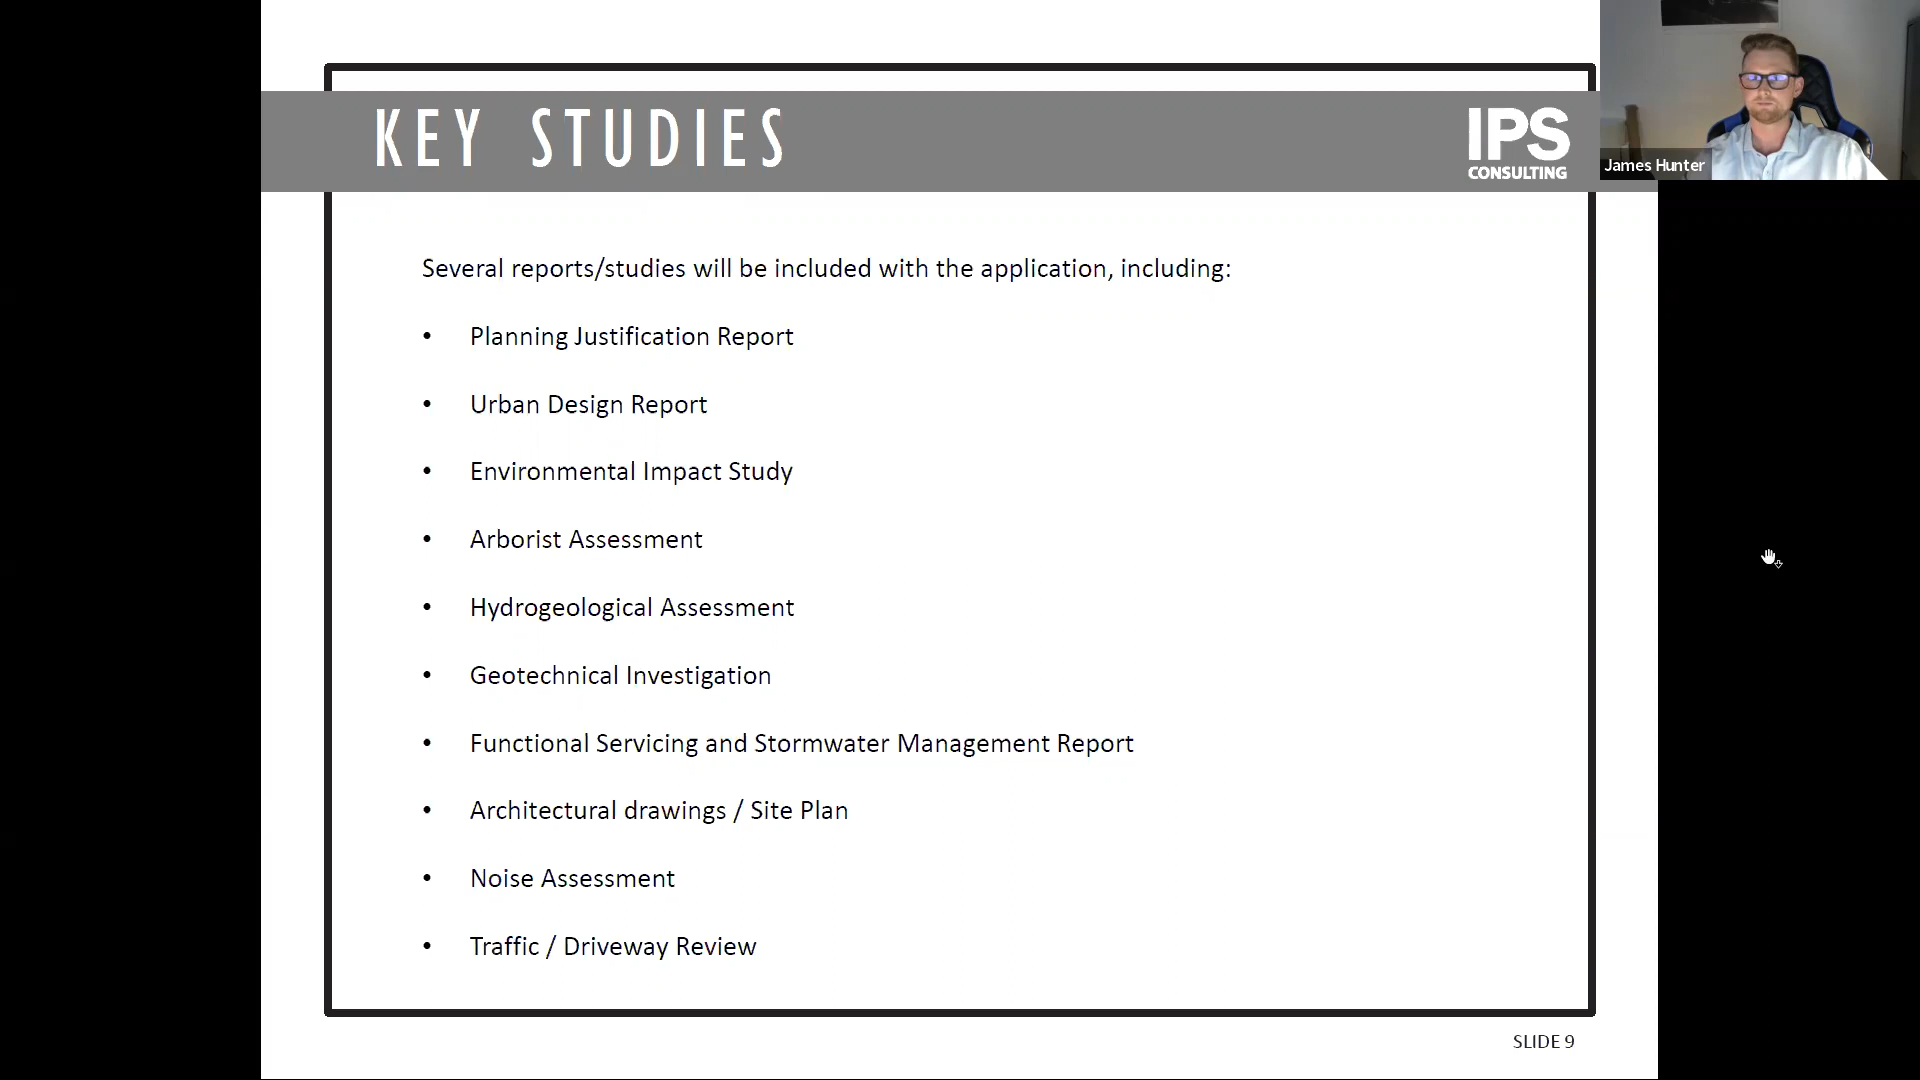 KEY STUDIES
IPS
CONSULTING
James Hunter
Several reports/studies will be included with the application, including:
• Planning Justification Report
• Urban Design Report
• Environmental Impact Study
• Arborist Assessment
• Hydrogeological Assessment
• Geotechnical Investigation
• Functional Servicing and Stormwater Management Report
• Architectural drawings / Site Plan
• Noise Assessment
• Traffic / Driveway Review
SLIDE 9